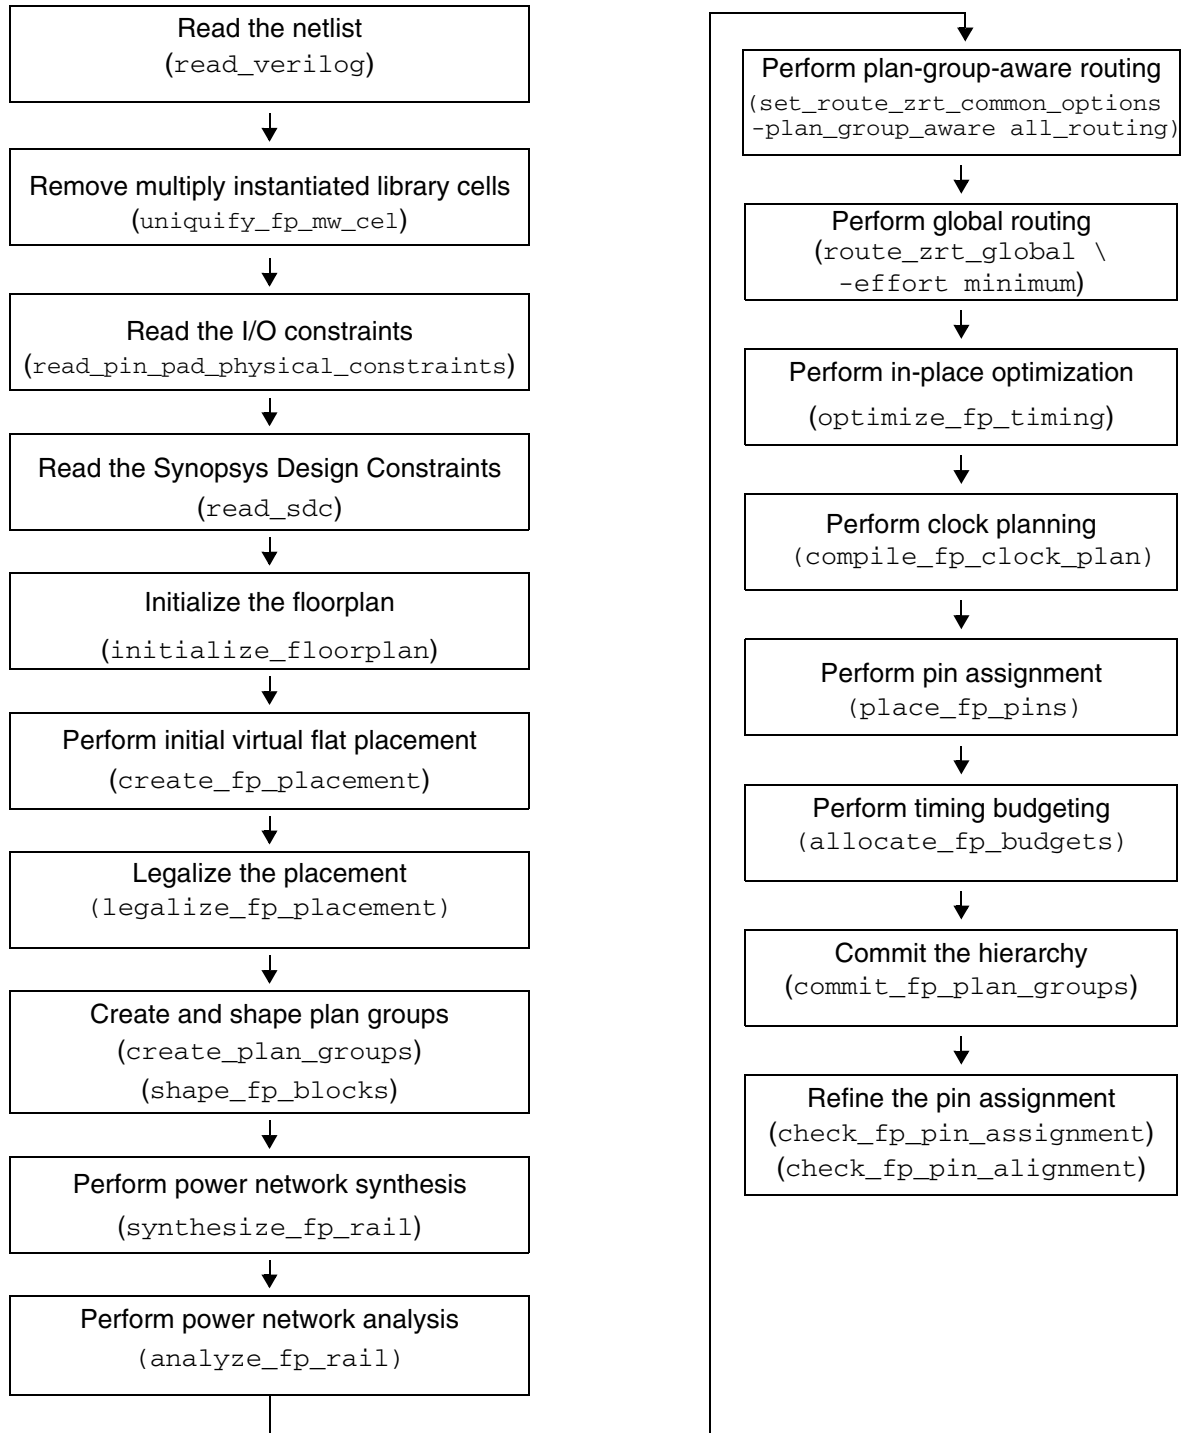 Read the netlist
(read_verilog)
Remove multiply instantiated library cells
(uniquify_fp_mw_cel)
Read the I/O constraints
(read_pin_pad_physical_constraints)
Read the Synopsys Design Constraints
(read_sdc)
Initialize the floorplan
(initialize_floorplan)
Perform initial virtual flat placement
(create_fp_placement)
Legalize the placement
(legalize_fp_placement)
Create and shape plan groups
(create_plan_groups)
(shape_fp_blocks)
Perform power network synthesis
(synthesize_fp_rail)
Perform power network analysis
(analyze_fp_rail)
Perform plan-group-aware routing
(set_route_zrt_common_options
-plan_group_aware all_routing)
Perform global routing
(route_zrt_global \
-effort minimum)
Perform in-place optimization
(optimize_fp_timing)
Perform clock planning
(compile_fp_clock_plan)
Perform pin assignment
(place_fp_pins)
Perform timing budgeting
(allocate_fp_budgets)
Commit the hierarchy
(commit_fp_plan_groups)
Refine the pin assignment
(check_fp_pin_assignment)
(check_fp_pin_alignment)